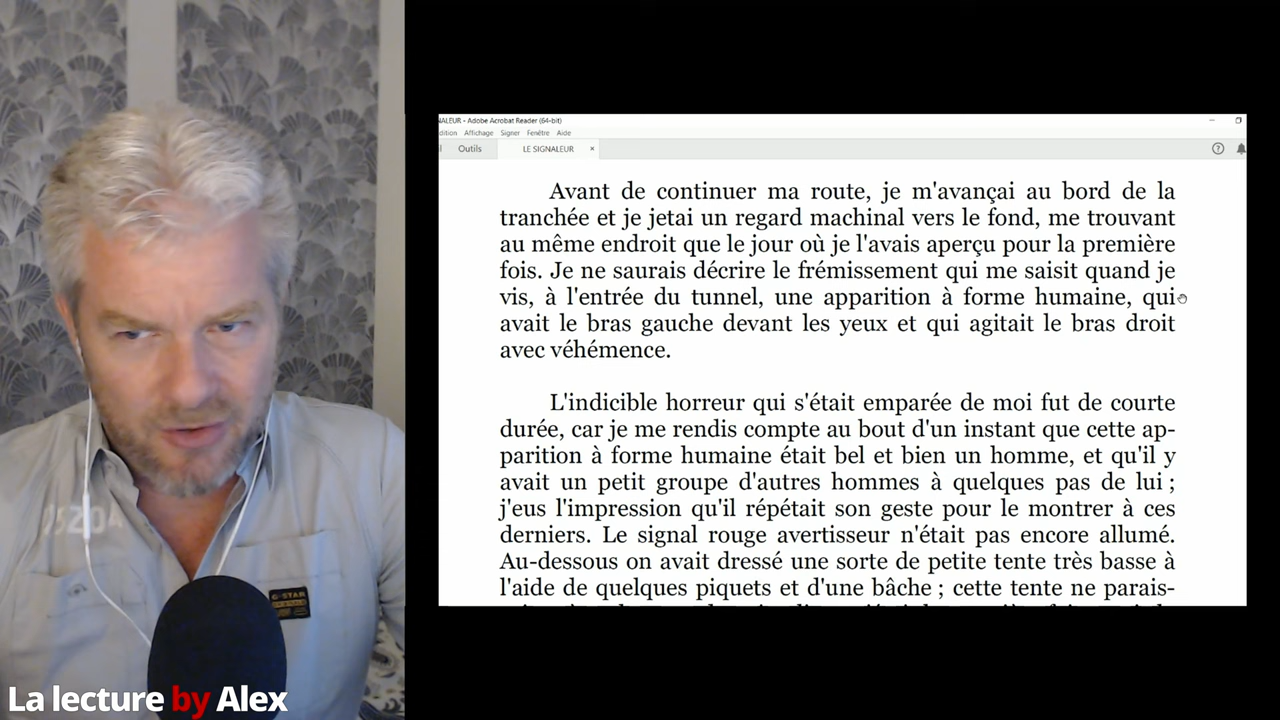 NALEUR - Adobe Acrobat Reader (64-bit)
dition Affichage Signer Fenêtre Aide
l Outils LE SIGNALEUR ×
Avant de continuer ma route, je m'avançai au bord de la
tranchée et je jetai un regard machinal vers le fond, me trouvant
au même endroit que le jour où je l'avais aperçu pour la première
fois. Je ne saurais décrire le frémissement qui me saisit quand je
vis, à l'entrée du tunnel, une apparition à forme humaine, qui
avait le bras gauche devant les yeux et qui agitait le bras droit
avec véhémence.
L'indicible horreur qui s'était emparée de moi fut de courte
durée, car je me rendis compte au bout d'un instant que cette ap-
parition à forme humaine était bel et bien un homme, et qu'il y
avait un petit groupe d'autres hommes à quelques pas de lui ;
j'eus l'impression qu'il répétait son geste pour le montrer à ces
derniers. Le signal rouge avertisseur n'était pas encore allumé.
Au-dessous on avait dressé une sorte de petite tente très basse à
l'aide de quelques piquets et d'une bâche ; cette tente ne parais-
G-STAR
La lecture by Alex